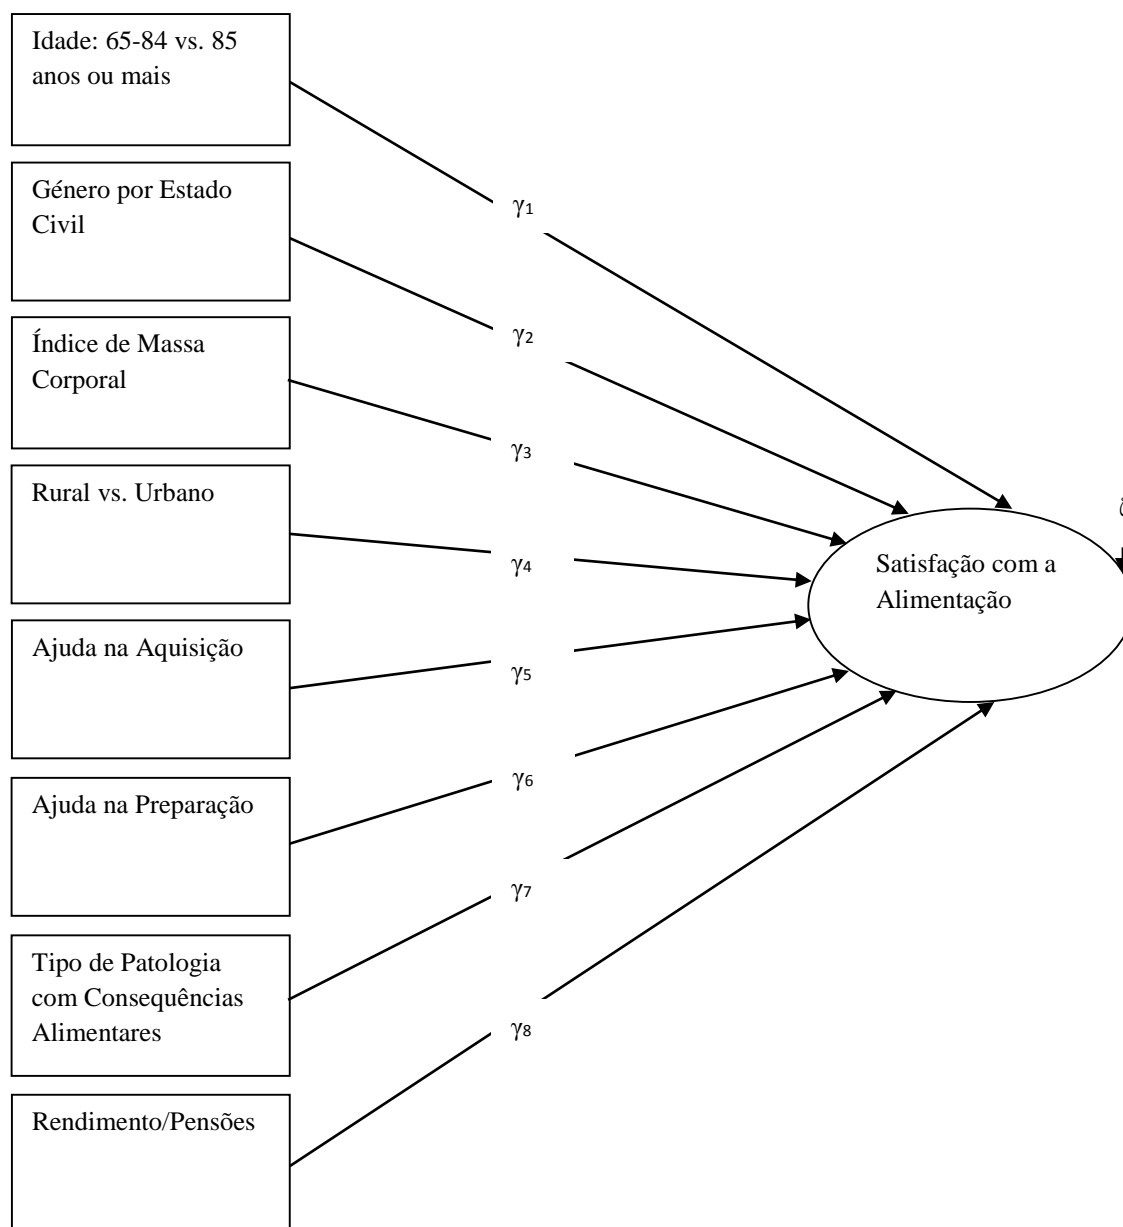 Idade: 65-84 vs. 85
anos ou mais
Género por Estado
Civil
γ1
γ2
Índice de Massa
Corporal
γ3
Rural vs. Urbano
γ4
Satisfação com a
Alimentação
Ajuda na Aquisição
γ5
Ajuda na Preparação
γ6
γ7
Tipo de Patologia
com Consequências
Alimentares
γ8
Rendimento/Pensões